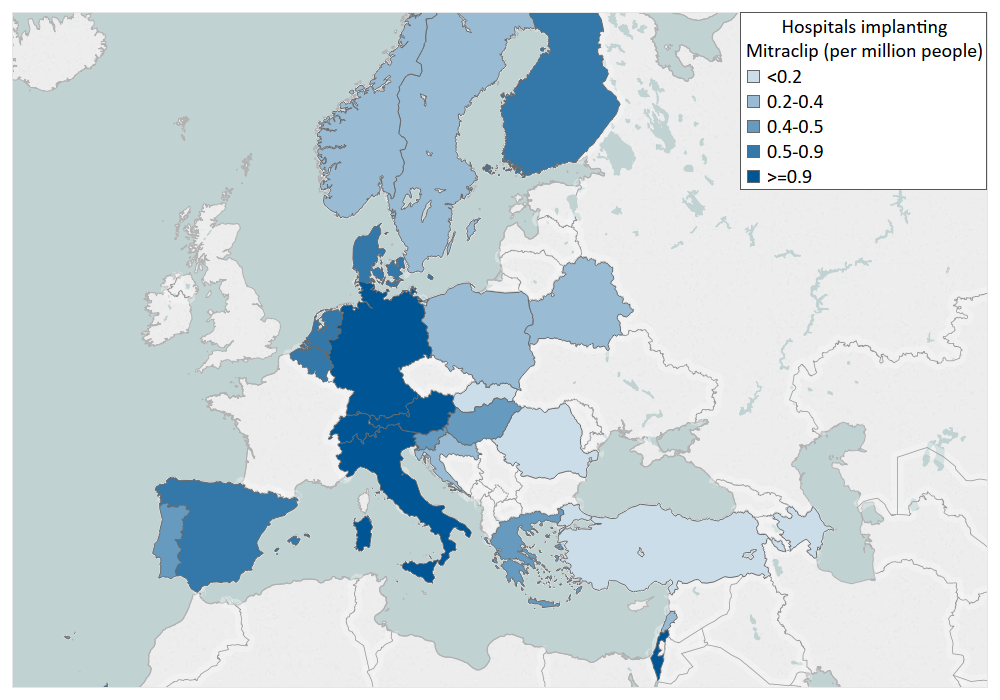 Hospitals implanting
Mitraclip (per million people)
<0.2
0.2-0.4
0.4-0.5
0.5-0.9
>=0.9